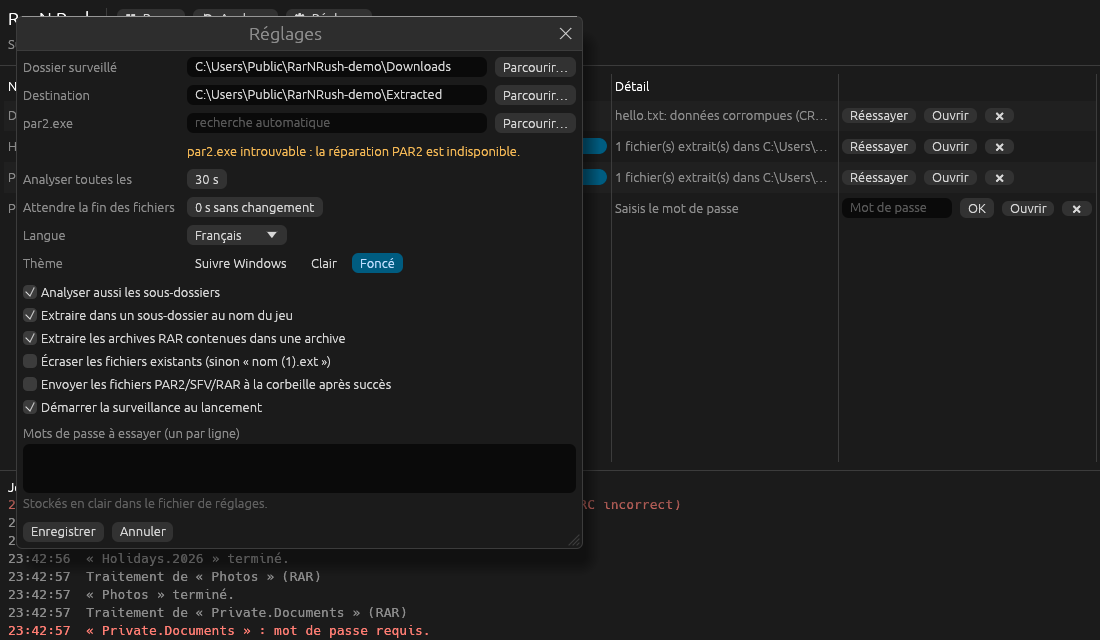 Réglages
Dossier surveillé C:\Users\Public\RarNRush-demo\Downloads Parcourir...
Destination C:\Users\Public\RarNRush-demo\Extracted Parcourir...
par2.exe recherche automatique Parcourir...
par2.exe introuvable : la réparation PAR2 est indisponible.
Analyser toutes les 30 s
Attendre la fin des fichiers 0 s sans changement
Langue Français
Thème Suivre Windows Clair Foncé
Analyser aussi les sous-dossiers
Extraire dans un sous-dossier au nom du jeu
Extraire les archives RAR contenues dans une archive
Écraser les fichiers existants (sinon « nom (1).ext »)
Envoyer les fichiers PAR2/SFV/RAR à la corbeille après succès
Démarrer la surveillance au lancement
Mots de passe à essayer (un par ligne)
Stockés en clair dans le fichier de réglages.
Enregistrer Annuler
Détail
hello.txt: données corrompues (CR... Réessayer Ouvrir
1 fichier(s) extrait(s) dans C:\Users\... Réessayer Ouvrir
1 fichier(s) extrait(s) dans C:\Users\... Réessayer Ouvrir
Saisis le mot de passe Mot de passe OK Ouvrir
incorrect)
23:42:56 « Holidays.2026 » terminé.
23:42:57 Traitement de « Photos » (RAR)
23:42:57 « Photos » terminé.
23:42:57 Traitement de « Private.Documents » (RAR)
23:42:57 « Private.Documents » : mot de passe requis.